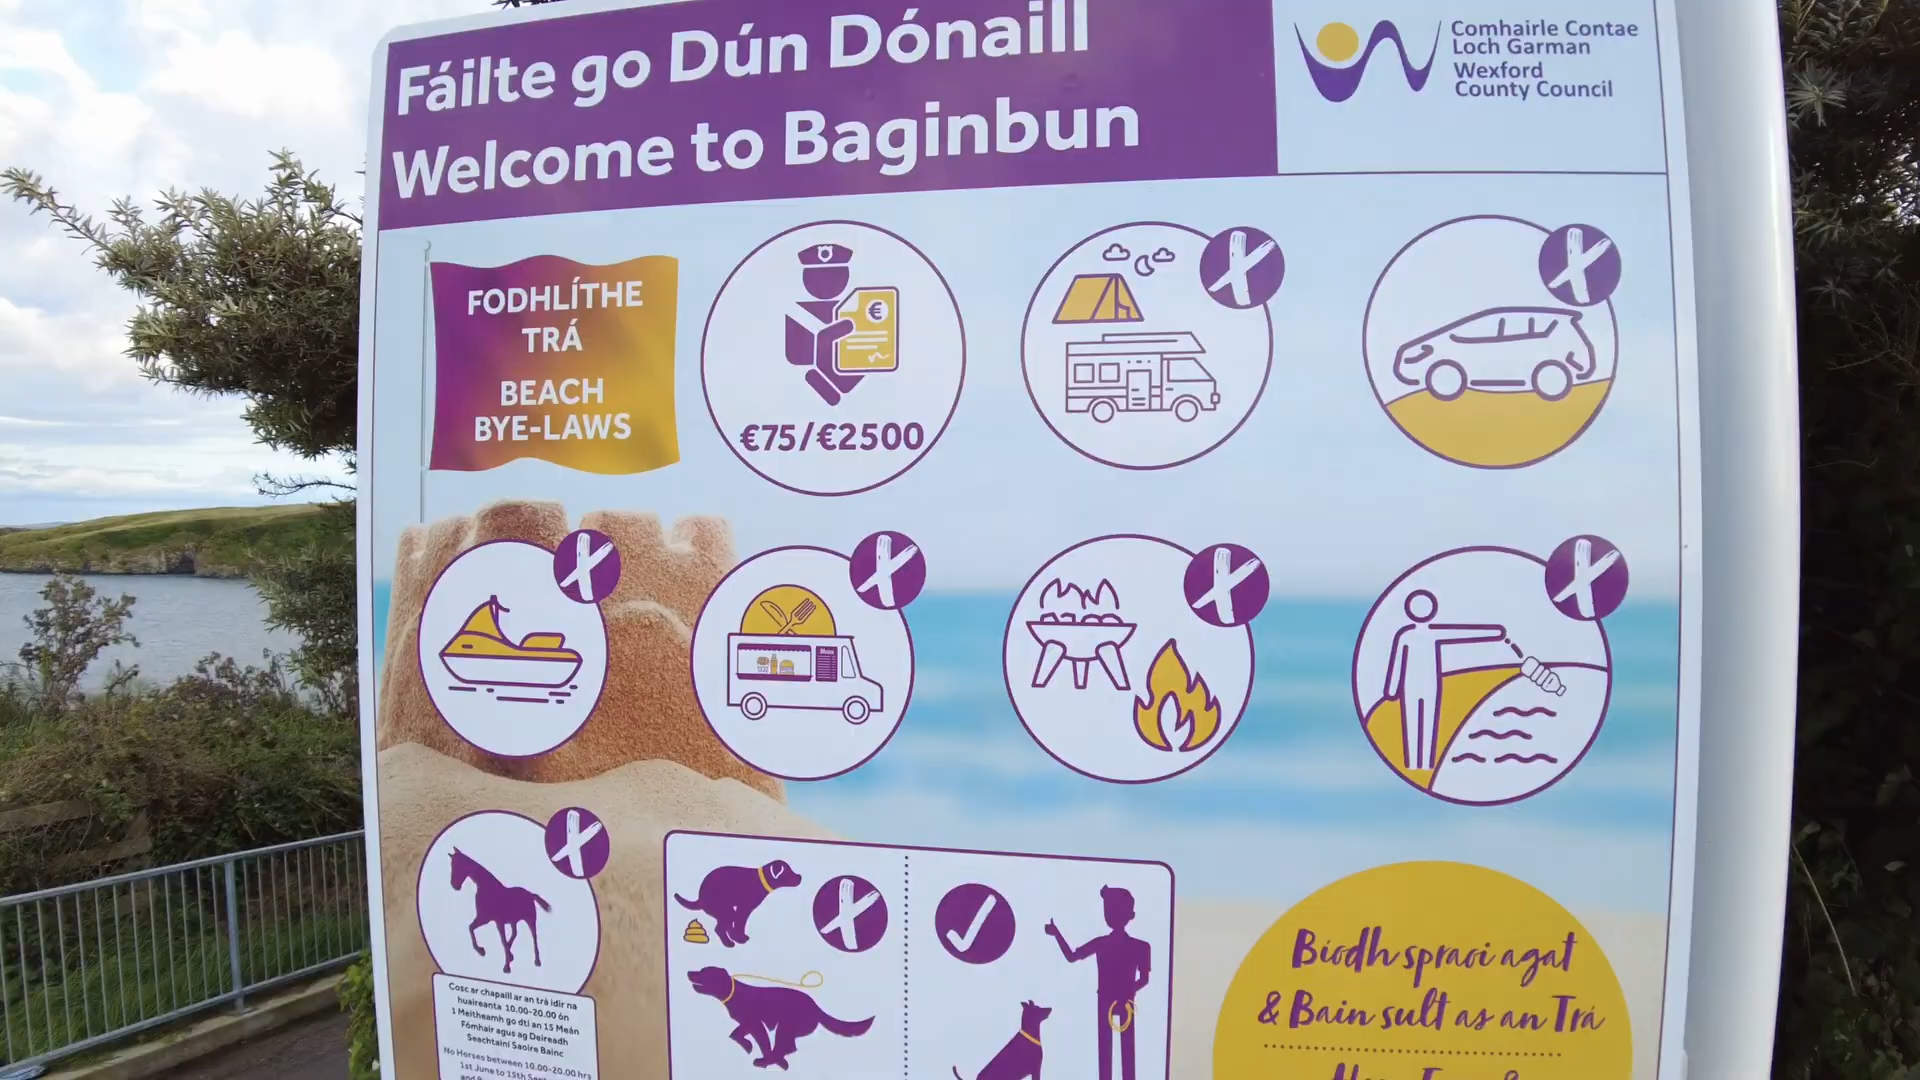 Fáilte go Dún Dónaill
Welcome to Baginbun
Comhairle Contae
Loch Garman
Wexford
County Council
FODHLÍTHE
TRÁ
BEACH
BYE-LAWS
€
€75/€2500
Menu
Cosc ar chapaill ar an trá idir na
huaireanta 10.00-20.00 ón
1 Meitheamh go dtí an 15 Meán
Fómhair agus ag Deireadh
Seachtainí Saoire Bainc
No Horses between 10.00-20.00 hrs
1st June to 15th
Bíodh spraoi agat
& Bain sult as an Trá